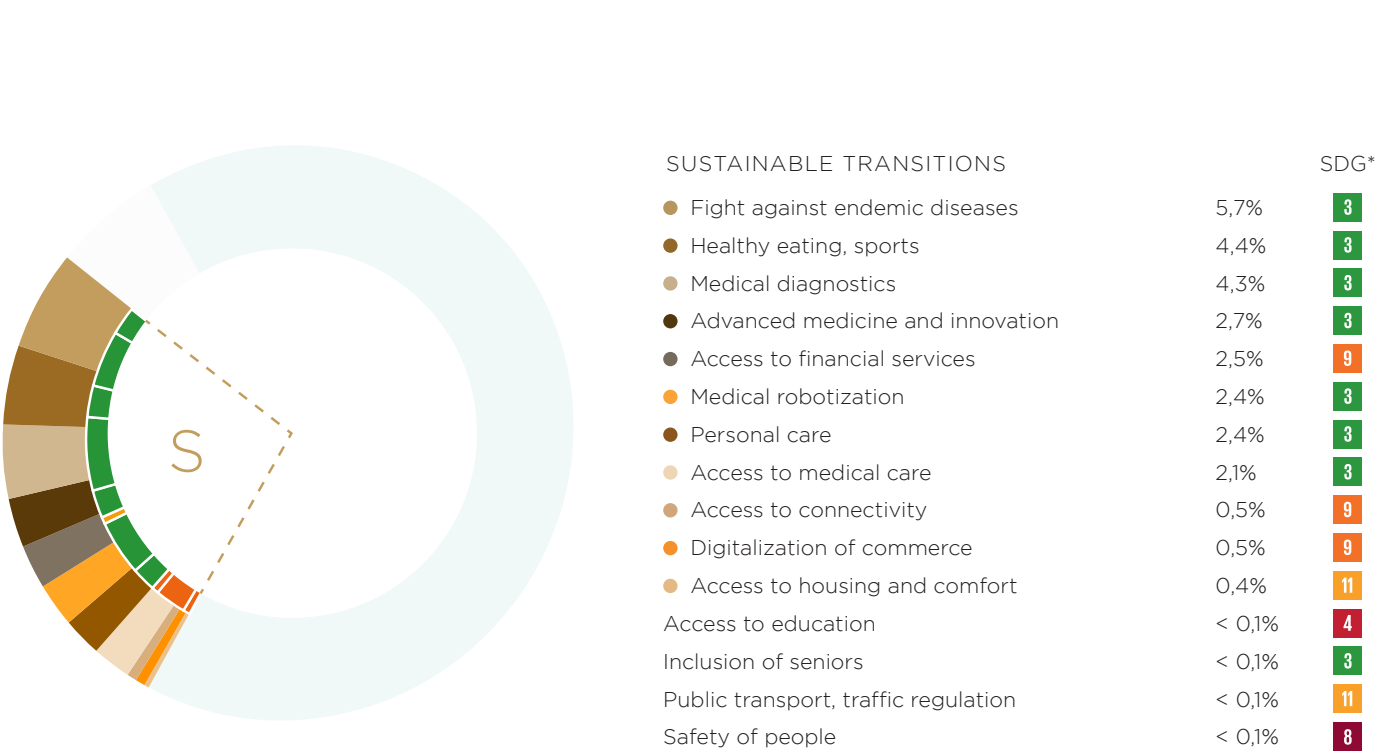 SUSTAINABLE TRANSITIONS SDG*
Fight against endemic diseases 5,7% 3
Healthy eating, sports 4,4% 3
Medical diagnostics 4,3% 3
Advanced medicine and innovation 2,7% 3
Access to financial services 2,5% 9
Medical robotization 2,4% 3
Personal care 2,4% 3
S
Access to medical care 2,1% 3
Access to connectivity 0,5% 9
Digitalization of commerce 0,5% 9
Access to housing and comfort 0,4% 11
Access to education < 0,1% 4
Inclusion of seniors < 0,1% 3
Public transport, traffic regulation < 0,1% 11
Safety of people < 0,1% 8